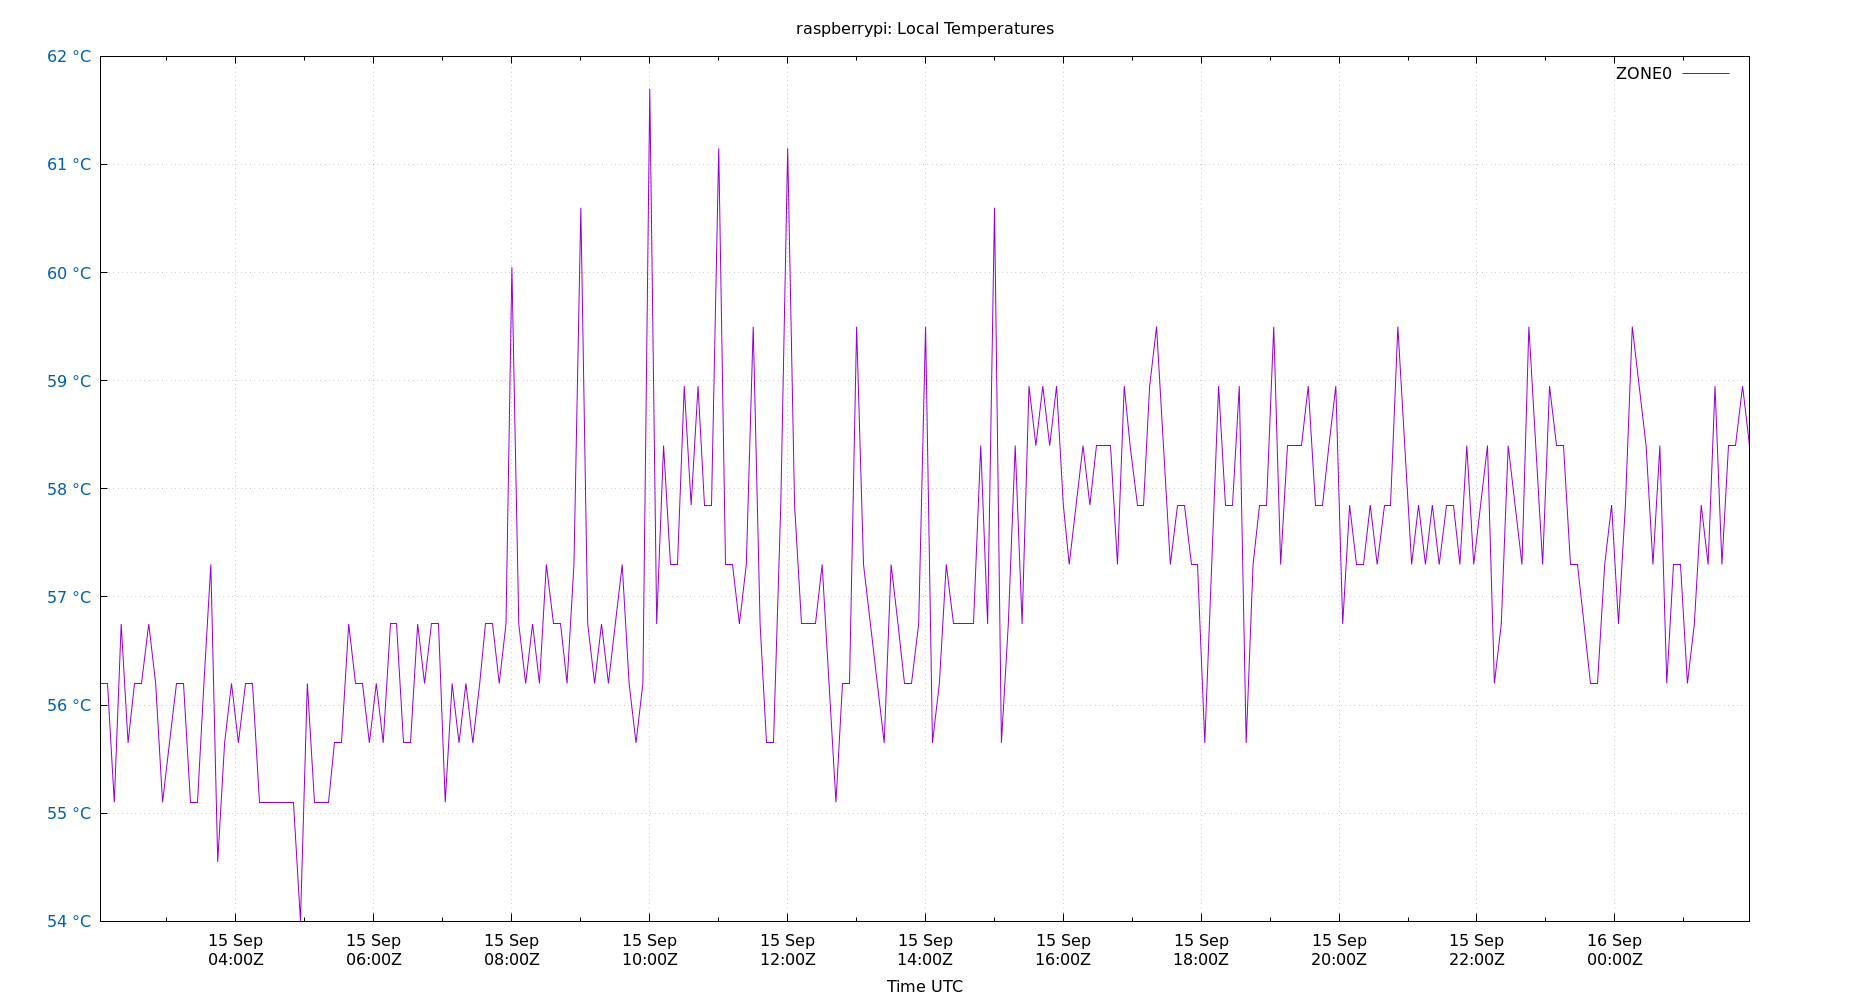 raspberrypi: Local Temperatures
62 °C
ZONE0
61 °C
60 °C
59 °C
58 °C
57 °C
56 °C
55 °C
54 °C
15 Sep 15 Sep 15 Sep 15 Sep 15 Sep 15 Sep 15 Sep 15 Sep 15 Sep 15 Sep 16 Sep
04:00Z 06:00Z 08:00Z 10:00Z 12:00Z 14:00Z 16:00Z 18:00Z 20:00Z 22:00Z 00:00Z
Time UTC